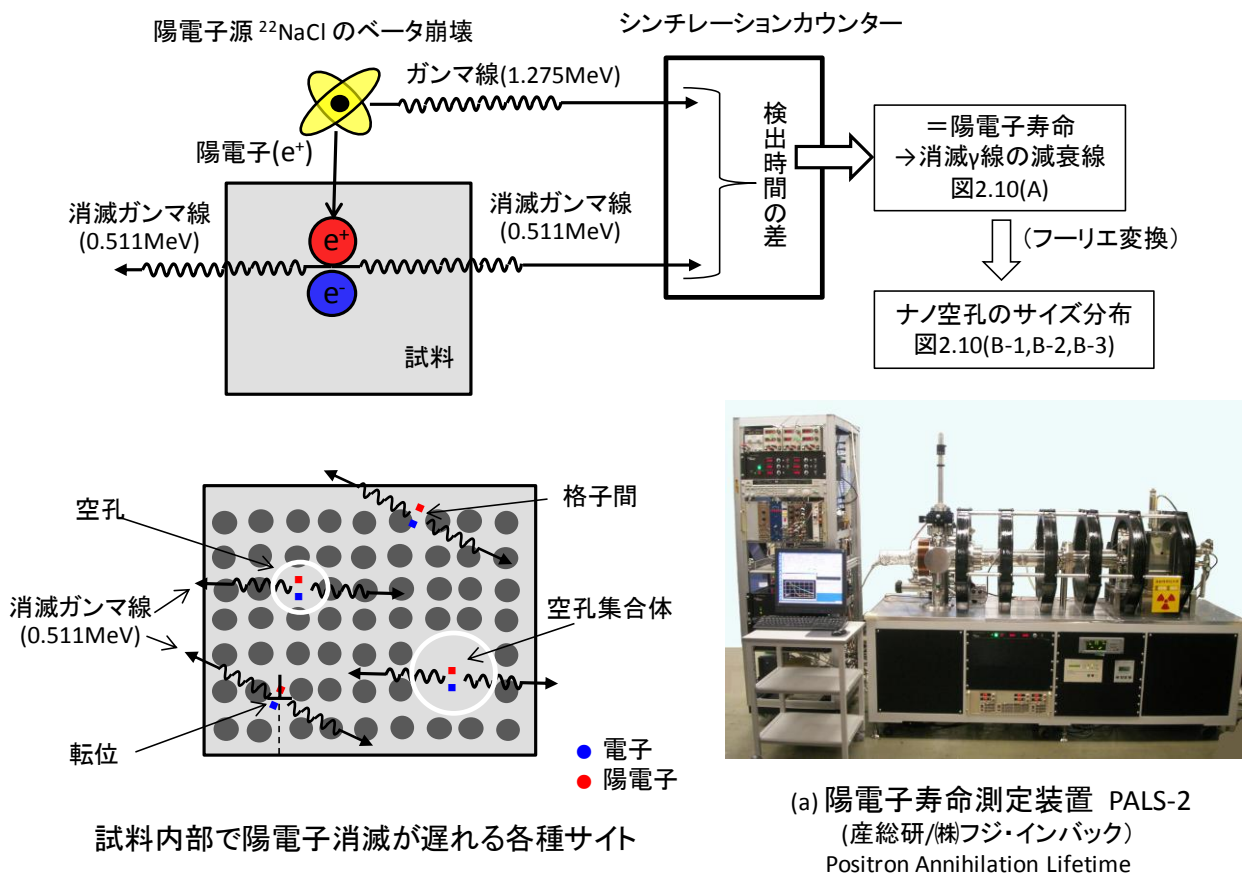 陽電子源 ²²NaCl のベータ崩壊
シンチレーションカウンター
ガンマ線(1.275MeV)
陽電子(e⁺)
消滅ガンマ線
(0.511MeV)
消滅ガンマ線
(0.511MeV)
e⁺
e⁻
試料
検出時間の差
＝陽電子寿命
→消滅γ線の減衰線
図2.10(A)
(フーリエ変換)
ナノ空孔のサイズ分布
図2.10(B-1,B-2,B-3)
空孔
格子間
消滅ガンマ線
(0.511MeV)
空孔集合体
転位
電子
陽電子
試料内部で陽電子消滅が遅れる各種サイト
(a) 陽電子寿命測定装置 PALS-2
(産総研/㈱フジ・インバック)
Positron Annihilation Lifetime